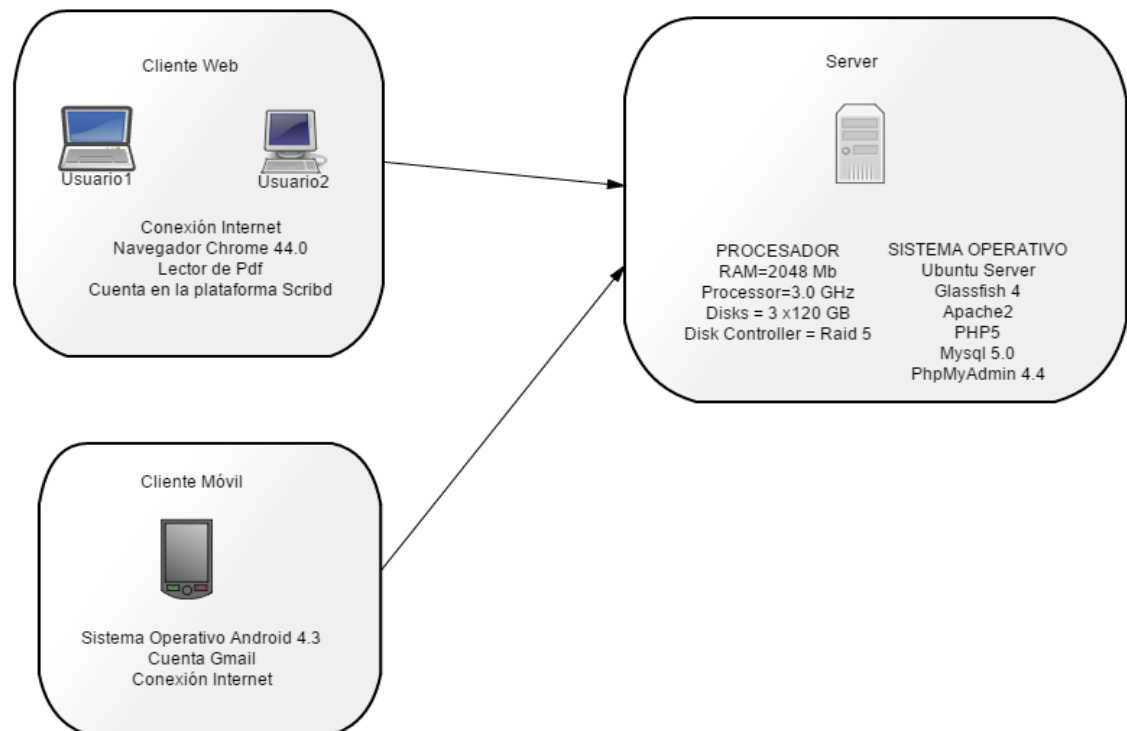 Cliente Web
Usuario1
Usuario2
Conexión Internet
Navegador Chrome 44.0
Lector de Pdf
Cuenta en la plataforma Scribd
Server
PROCESADOR
RAM=2048 Mb
Processor=3.0 GHz
Disks = 3 x120 GB
Disk Controller = Raid 5
SISTEMA OPERATIVO
Ubuntu Server
Glassfish 4
Apache2
PHP5
Mysql 5.0
PhpMyAdmin 4.4
Cliente Móvil
Sistema Operativo Android 4.3
Cuenta Gmail
Conexión Internet